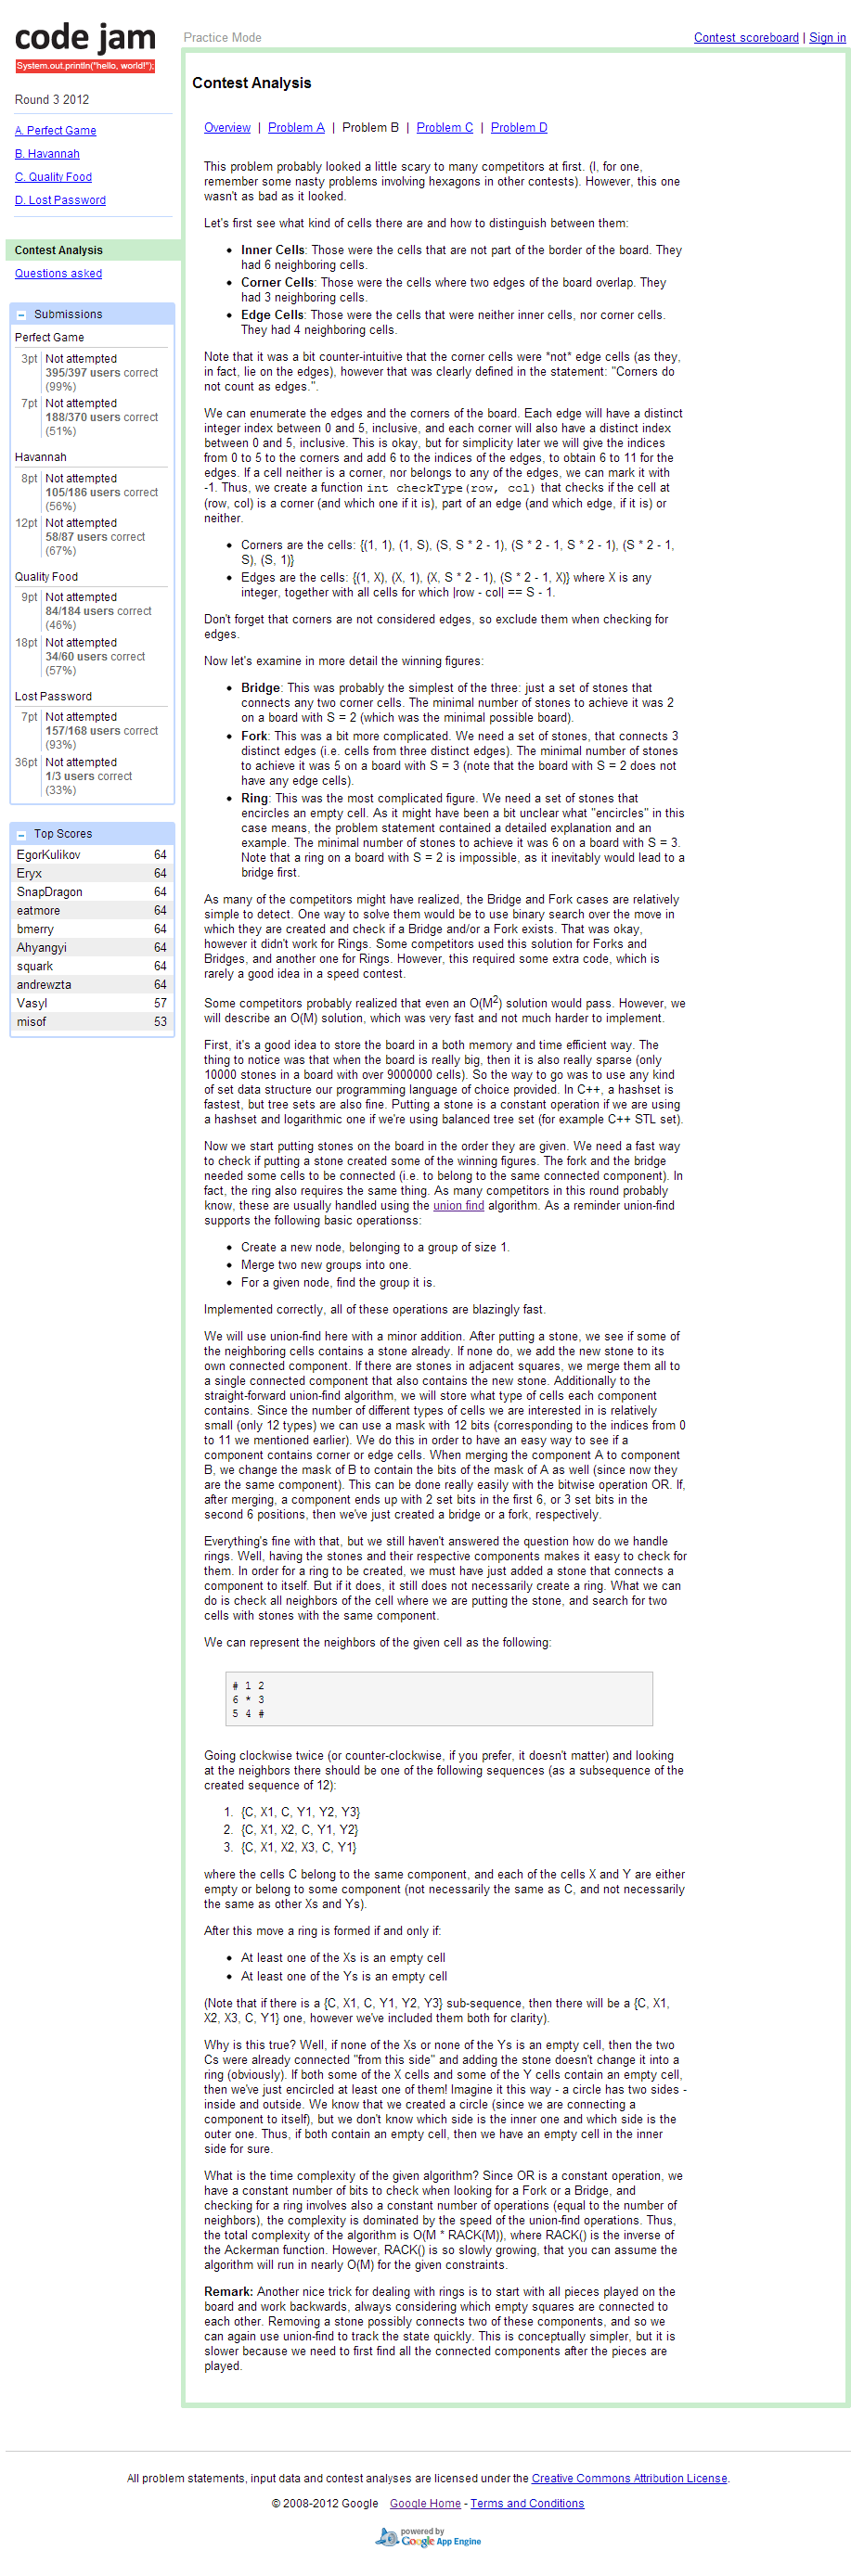 code jam
System.out.println("hello, world!");
Practice Mode
Contest scoreboard | Sign in
Round 3 2012
A. Perfect Game
B. Havannah
C. Quality Food
D. Lost Password
Contest Analysis
Questions asked
Submissions
Perfect Game
3pt Not attempted
395/397 users correct
(99%)
7pt Not attempted
188/370 users correct
(51%)
Havannah
8pt Not attempted
105/186 users correct
(56%)
12pt Not attempted
58/87 users correct
(67%)
Quality Food
9pt Not attempted
84/184 users correct
(46%)
18pt Not attempted
34/60 users correct
(57%)
Lost Password
7pt Not attempted
157/168 users correct
(93%)
36pt Not attempted
1/3 users correct
(33%)
Top Scores
EgorKulikov 64
Eryx 64
SnapDragon 64
eatmore 64
bmerry 64
Ahyangyi 64
squark 64
andrewzta 64
Vasyl 57
misof 53
Contest Analysis
Overview | Problem A | Problem B | Problem C | Problem D
This problem probably looked a little scary to many competitors at first. (I, for one,
remember some nasty problems involving hexagons in other contests). However, this one
wasn't as bad as it looked.
Let's first see what kind of cells there are and how to distinguish between them:
• Inner Cells: Those were the cells that are not part of the border of the board. They
had 6 neighboring cells.
• Corner Cells: Those were the cells where two edges of the board overlap. They
had 3 neighboring cells.
• Edge Cells: Those were the cells that were neither inner cells, nor corner cells.
They had 4 neighboring cells.
Note that it was a bit counter-intuitive that the corner cells were *not* edge cells (as they,
in fact, lie on the edges), however that was clearly defined in the statement: "Corners do
not count as edges.".
We can enumerate the edges and the corners of the board. Each edge will have a distinct
integer index between 0 and 5, inclusive, and each corner will also have a distinct index
between 0 and 5, inclusive. This is okay, but for simplicity later we will give the indices
from 0 to 5 to the corners and add 6 to the indices of the edges, to obtain 6 to 11 for the
edges. If a cell neither is a corner, nor belongs to any of the edges, we can mark it with
-1. Thus, we create a function int checkType(row, col) that checks if the cell at
(row, col) is a corner (and which one if it is), part of an edge (and which edge, if it is) or
neither.
• Corners are the cells: {(1, 1), (1, S), (S, S * 2 - 1), (S * 2 - 1, S * 2 - 1), (S * 2 - 1,
S), (S, 1)}
• Edges are the cells: {(1, X), (X, 1), (X, S * 2 - 1), (S * 2 - 1, X)} where X is any
integer, together with all cells for which |row - col| == S - 1.
Don't forget that corners are not considered edges, so exclude them when checking for
edges.
Now let's examine in more detail the winning figures:
• Bridge: This was probably the simplest of the three: just a set of stones that
connects any two corner cells. The minimal number of stones to achieve it was 2
on a board with S = 2 (which was the minimal possible board).
• Fork: This was a bit more complicated. We need a set of stones, that connects 3
distinct edges (i.e. cells from three distinct edges). The minimal number of stones
to achieve it was 5 on a board with S = 3 (note that the board with S = 2 does not
have any edge cells).
• Ring: This was the most complicated figure. We need a set of stones that
encircles an empty cell. As it might have been a bit unclear what "encircles" in this
case means, the problem statement contained a detailed explanation and an
example. The minimal number of stones to achieve it was 6 on a board with S = 3.
Note that a ring on a board with S = 2 is impossible, as it inevitably would lead to a
bridge first.
As many of the competitors might have realized, the Bridge and Fork cases are relatively
simple to detect. One way to solve them would be to use binary search over the move in
which they are created and check if a Bridge and/or a Fork exists. That was okay,
however it didn't work for Rings. Some competitors used this solution for Forks and
Bridges, and another one for Rings. However, this required some extra code, which is
rarely a good idea in a speed contest.
Some competitors probably realized that even an O(M2) solution would pass. However, we
will describe an O(M) solution, which was very fast and not much harder to implement.
First, it's a good idea to store the board in a both memory and time efficient way. The
thing to notice was that when the board is really big, then it is also really sparse (only
10000 stones in a board with over 9000000 cells). So the way to go was to use any kind
of set data structure our programming language of choice provided. In C++, a hashset is
fastest, but tree sets are also fine. Putting a stone is a constant operation if we are using
a hashset and logarithmic one if we're using balanced tree set (for example C++ STL set).
Now we start putting stones on the board in the order they are given. We need a fast way
to check if putting a stone created some of the winning figures. The fork and the bridge
needed some cells to be connected (i.e. to belong to the same connected component). In
fact, the ring also requires the same thing. As many competitors in this round probably
know, these are usually handled using the union find algorithm. As a reminder union-find
supports the following basic operationss:
• Create a new node, belonging to a group of size 1.
• Merge two new groups into one.
• For a given node, find the group it is.
Implemented correctly, all of these operations are blazingly fast.
We will use union-find here with a minor addition. After putting a stone, we see if some of
the neighboring cells contains a stone already. If none do, we add the new stone to its
own connected component. If there are stones in adjacent squares, we merge them all to
a single connected component that also contains the new stone. Additionally to the
straight-forward union-find algorithm, we will store what type of cells each component
contains. Since the number of different types of cells we are interested in is relatively
small (only 12 types) we can use a mask with 12 bits (corresponding to the indices from 0
to 11 we mentioned earlier). We do this in order to have an easy way to see if a
component contains corner or edge cells. When merging the component A to component
B, we change the mask of B to contain the bits of the mask of A as well (since now they
are the same component). This can be done really easily with the bitwise operation OR. If,
after merging, a component ends up with 2 set bits in the first 6, or 3 set bits in the
second 6 positions, then we've just created a bridge or a fork, respectively.
Everything's fine with that, but we still haven't answered the question how do we handle
rings. Well, having the stones and their respective components makes it easy to check for
them. In order for a ring to be created, we must have just added a stone that connects a
component to itself. But if it does, it still does not necessarily create a ring. What we can
do is check all neighbors of the cell where we are putting the stone, and search for two
cells with stones with the same component.
We can represent the neighbors of the given cell as the following:
# 1 2
6 * 3
5 4 #
Going clockwise twice (or counter-clockwise, if you prefer, it doesn't matter) and looking
at the neighbors there should be one of the following sequences (as a subsequence of the
created sequence of 12):
1. {C, X1, C, Y1, Y2, Y3}
2. {C, X1, X2, C, Y1, Y2}
3. {C, X1, X2, X3, C, Y1}
where the cells C belong to the same component, and each of the cells X and Y are either
empty or belong to some component (not necessarily the same as C, and not necessarily
the same as other Xs and Ys).
After this move a ring is formed if and only if:
• At least one of the Xs is an empty cell
• At least one of the Ys is an empty cell
(Note that if there is a {C, X1, C, Y1, Y2, Y3} sub-sequence, then there will be a {C, X1,
X2, X3, C, Y1} one, however we've included them both for clarity).
Why is this true? Well, if none of the Xs or none of the Ys is an empty cell, then the two
Cs were already connected "from this side" and adding the stone doesn't change it into a
ring (obviously). If both some of the X cells and some of the Y cells contain an empty cell,
then we've just encircled at least one of them! Imagine it this way - a circle has two sides -
inside and outside. We know that we created a circle (since we are connecting a
component to itself), but we don't know which side is the inner one and which side is the
outer one. Thus, if both contain an empty cell, then we have an empty cell in the inner
side for sure.
What is the time complexity of the given algorithm? Since OR is a constant operation, we
have a constant number of bits to check when looking for a Fork or a Bridge, and
checking for a ring involves also a constant number of operations (equal to the number of
neighbors), the complexity is dominated by the speed of the union-find operations. Thus,
the total complexity of the algorithm is O(M * RACK(M)), where RACK() is the inverse of
the Ackerman function. However, RACK() is so slowly growing, that you can assume the
algorithm will run in nearly O(M) for the given constraints.
Remark: Another nice trick for dealing with rings is to start with all pieces played on the
board and work backwards, always considering which empty squares are connected to
each other. Removing a stone possibly connects two of these components, and so we
can again use union-find to track the state quickly. This is conceptually simpler, but it is
slower because we need to first find all the connected components after the pieces are
played.
All problem statements, input data and contest analyses are licensed under the Creative Commons Attribution License.
© 2008-2012 Google Google Home - Terms and Conditions
powered by
Google App Engine